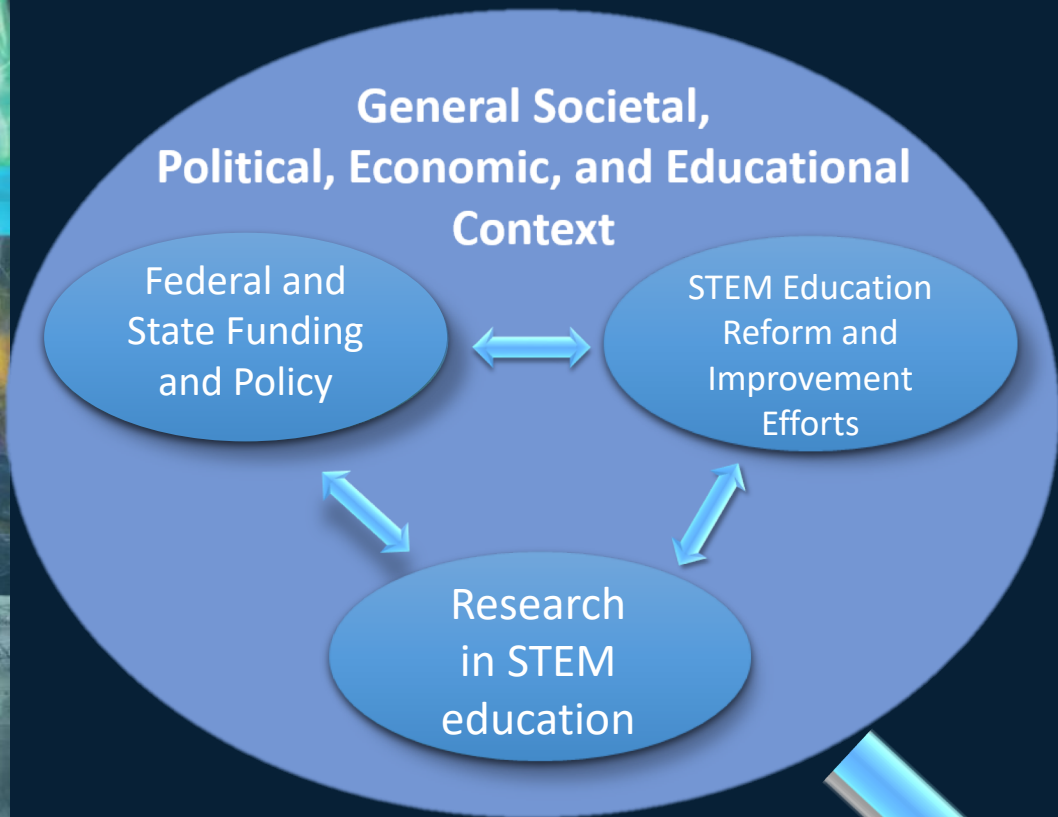 General Societal,
Political, Economic, and Educational
Context
Federal and
State Funding
and Policy
STEM Education
Reform and
Improvement
Efforts
Research
in STEM
education